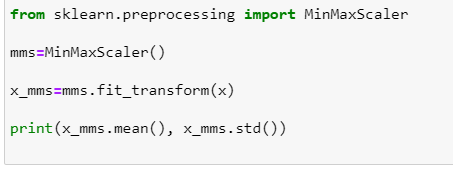 from sklearn.preprocessing import MinMaxScaler
mms=MinMaxScaler()
x_mms=mms.fit_transform(x)
print(x_mms.mean(), x_mms.std())